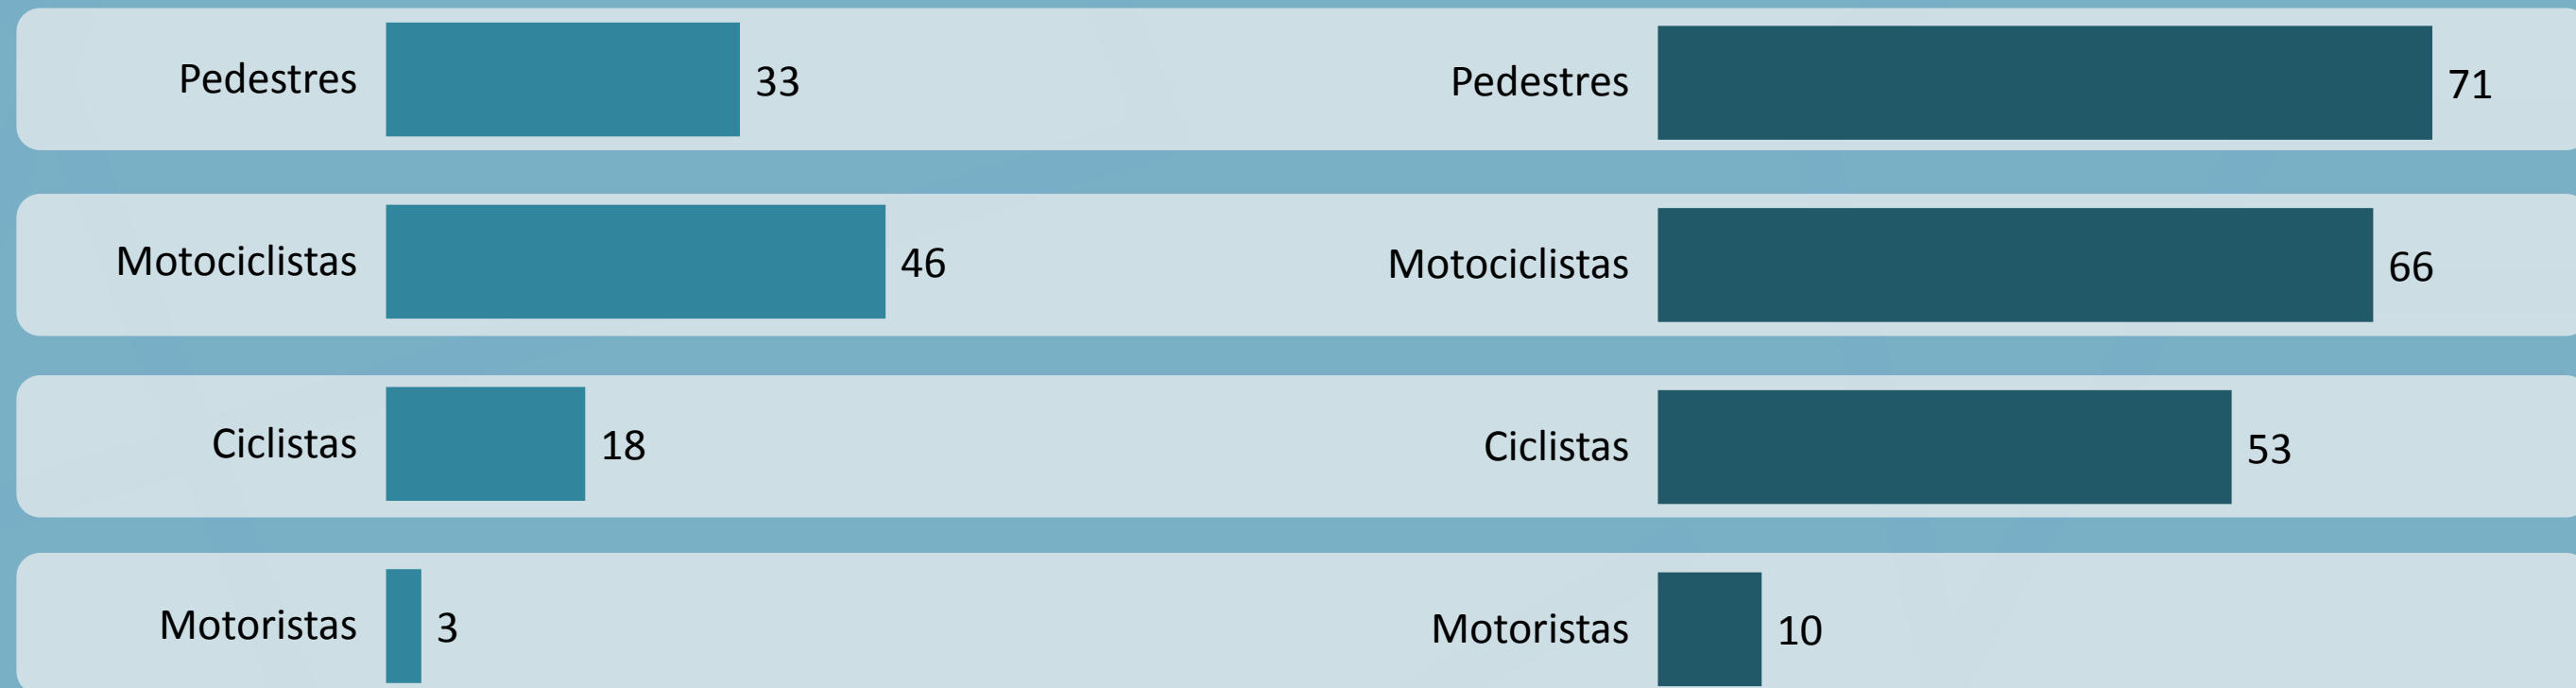 Pedestres 33 Pedestres 71
Motociclistas 46 Motociclistas 66
Ciclistas 18 Ciclistas 53
Motoristas 3 Motoristas 10